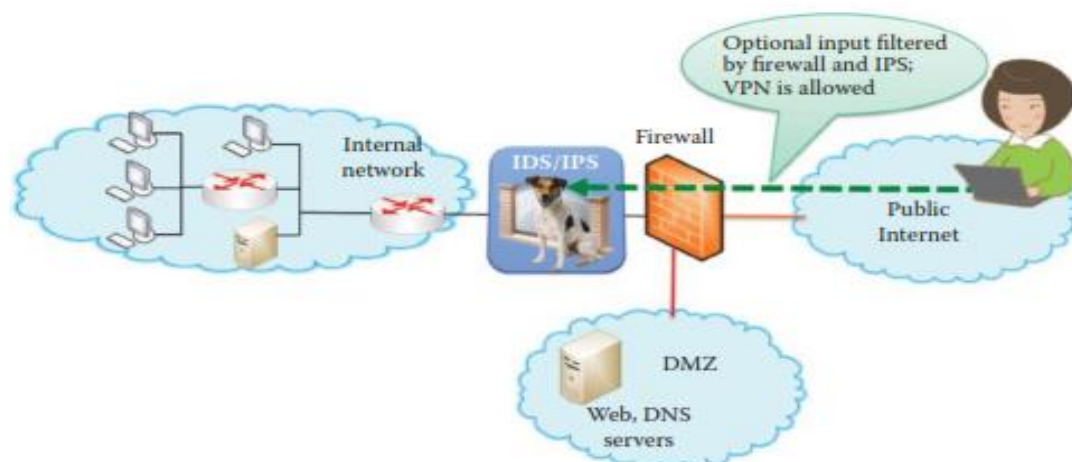 Optional input filtered
by firewall and IPS;
VPN is allowed
Internal
network
IDS/IPS
Firewall
Public
Internet
DMZ
Web, DNS
servers